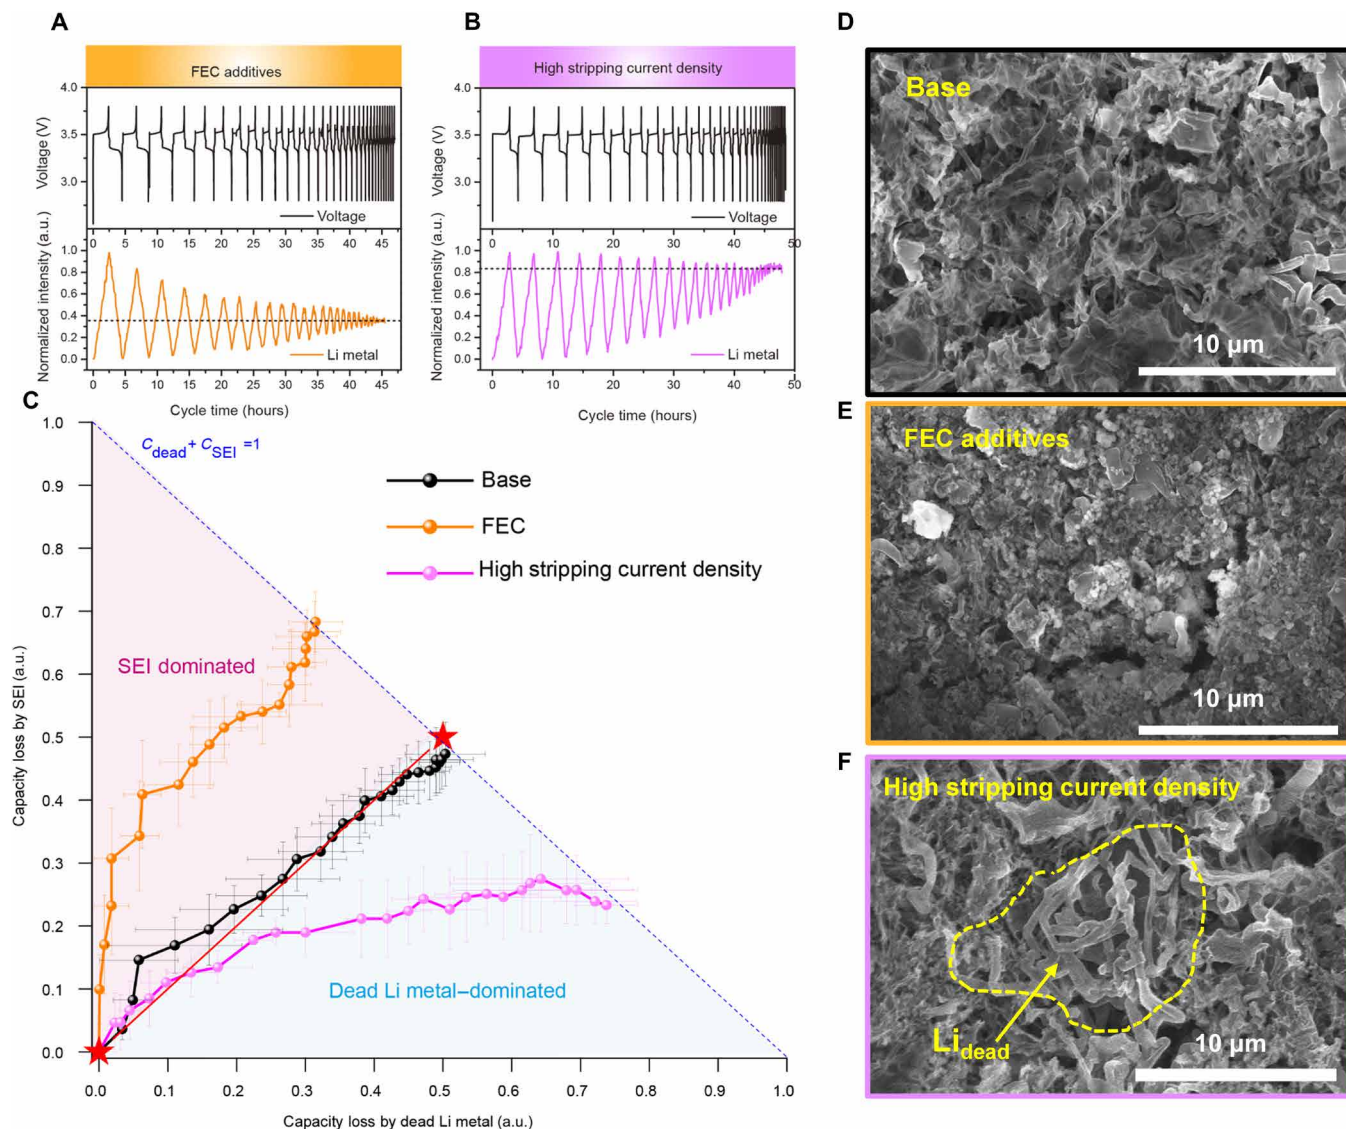 A
FEC additives
4.0
3.5
3.0
Voltage (V)
Voltage
0 5 10 15 20 25 30 35 40 45
1.0
0.8
0.6
0.4
0.2
0.0
Normalized intensity (a.u.)
Li metal
0 5 10 15 20 25 30 35 40 45
Cycle time (hours)
B
High stripping current density
4.0
3.5
3.0
Voltage (V)
Voltage
0 5 10 15 20 25 30 35 40 50
1.0
0.8
0.6
0.4
0.2
0.0
Normalized intensity (a.u.)
Li metal
0 5 10 15 20 25 30 35 40 45 50
Cycle time (hours)
C
1.0
0.9
0.8
0.7
0.6
0.5
0.4
0.3
0.2
0.1
0.0
Capacity loss by SEI (a.u.)
Cdead + CSEI =1
Base
FEC
High stripping current density
SEI dominated
Dead Li metal–dominated
0.0 0.1 0.2 0.3 0.4 0.5 0.6 0.7 0.8 0.9 1.0
Capacity loss by dead Li metal (a.u.)
D
Base
10 µm
E
FEC additives
10 µm
F
High stripping current density
Lidead
10 µm